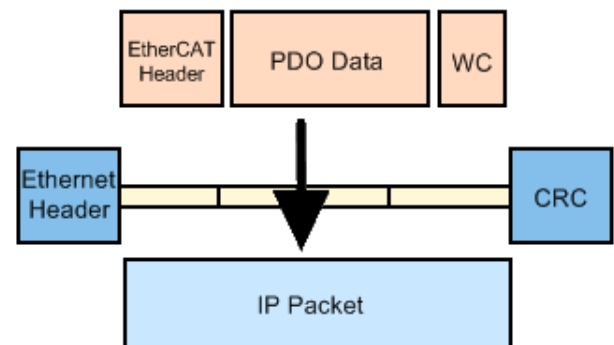 EtherCAT
Header
PDO Data
WC
Ethernet
Header
CRC
IP Packet